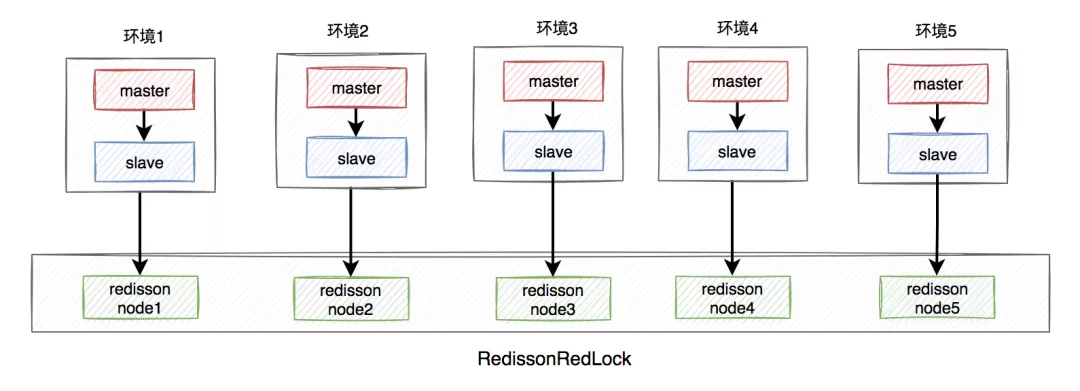 环境1
环境2
环境3
环境4
环境5
master
master
master
master
master
slave
slave
slave
slave
slave
redisson
node1
redisson
node2
redisson
node3
redisson
node4
redisson
node5
RedissonRedLock